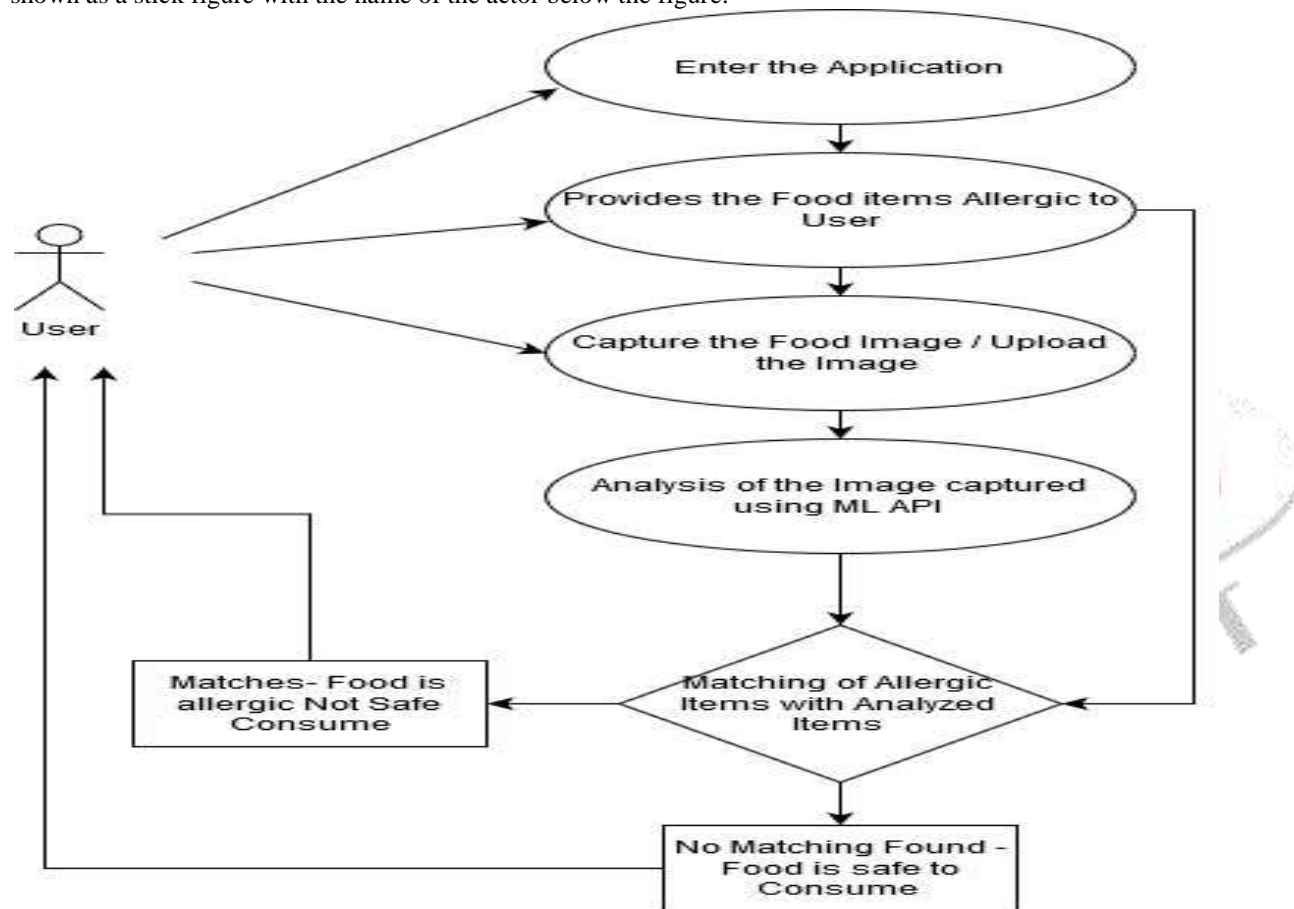 shown as a stick figure with the name of the actor below the figure.
Enter the Application
Provides the Food items Allergic to
User
User
Capture the Food Image / Upload
the Image
Analysis of the Image captured
using ML API
Matches- Food is
allergic Not Safe
Consume
Matching of Allergic
Items with Analyzed
Items
No Matching Found -
Food is safe to
Consume